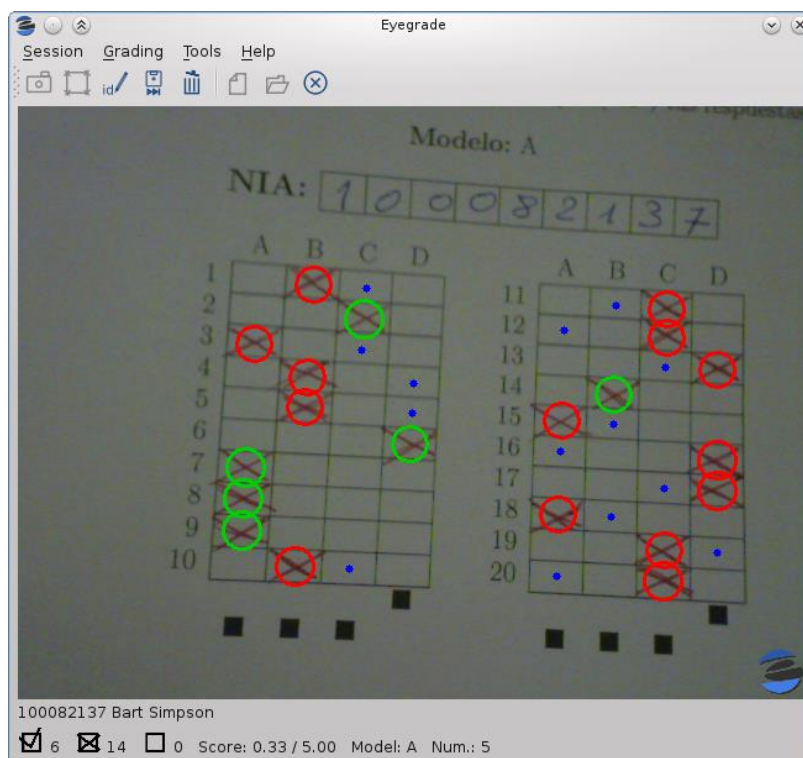 Eyegrade
Session Grading Tools Help
id
respuestas
Modelo: A
NIA: 1 0 0 0 8 2 1 3 7
A B C D
1
2
3
4
5
6
7
8
9
10
A B C D
11
12
13
14
15
16
17
18
19
20
100082137 Bart Simpson
6 14 0 Score: 0.33 / 5.00 Model: A Num.: 5